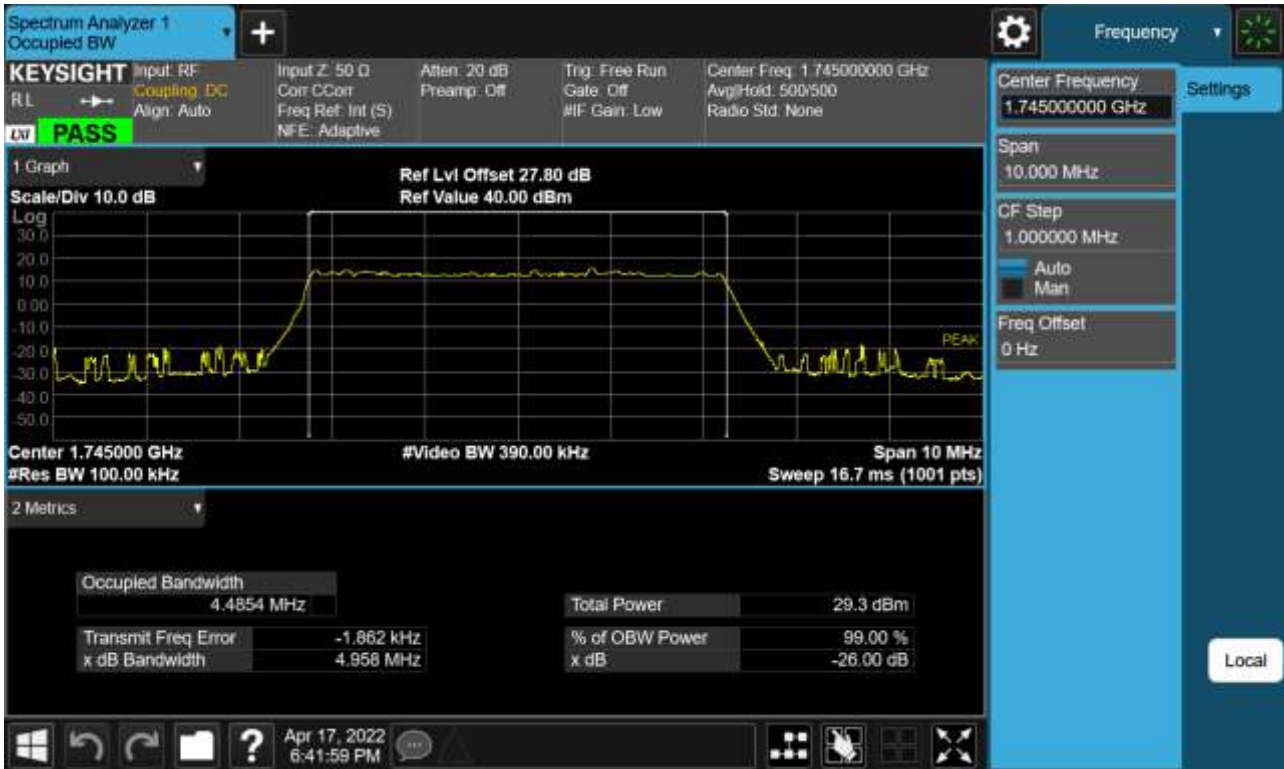 Spectrum Analyzer 1
Occupied BW
+
Frequency
KEYSIGHT
RL
LXI
PASS
Input: RF
Coupling: DC
Align: Auto
Input Z: 50 Ω
Corr CCorr
Freq Ref: Int (S)
NFE: Adaptive
Atten: 20 dB
Preamp: Off
Trig: Free Run
Gate: Off
#IF Gain: Low
Center Freq: 1.745000000 GHz
Avg|Hold: 500/500
Radio Std: None
Center Frequency
1.745000000 GHz
Settings
Span
10.000 MHz
CF Step
1.000000 MHz
Auto
Man
Freq Offset
0 Hz
Local
1 Graph
Scale/Div 10.0 dB
Ref Lvl Offset 27.80 dB
Ref Value 40.00 dBm
Log
30.0
20.0
10.0
0.00
-10.0
-20.0
-30.0
-40.0
-50.0
PEAK
Center 1.745000 GHz
#Video BW 390.00 kHz
Span 10 MHz
#Res BW 100.00 kHz
Sweep 16.7 ms (1001 pts)
2 Metrics
Occupied Bandwidth
4.4854 MHz
Total Power 29.3 dBm
Transmit Freq Error -1.862 kHz
% of OBW Power 99.00 %
x dB Bandwidth 4.958 MHz
x dB -26.00 dB
?
Apr 17, 2022
6:41:59 PM